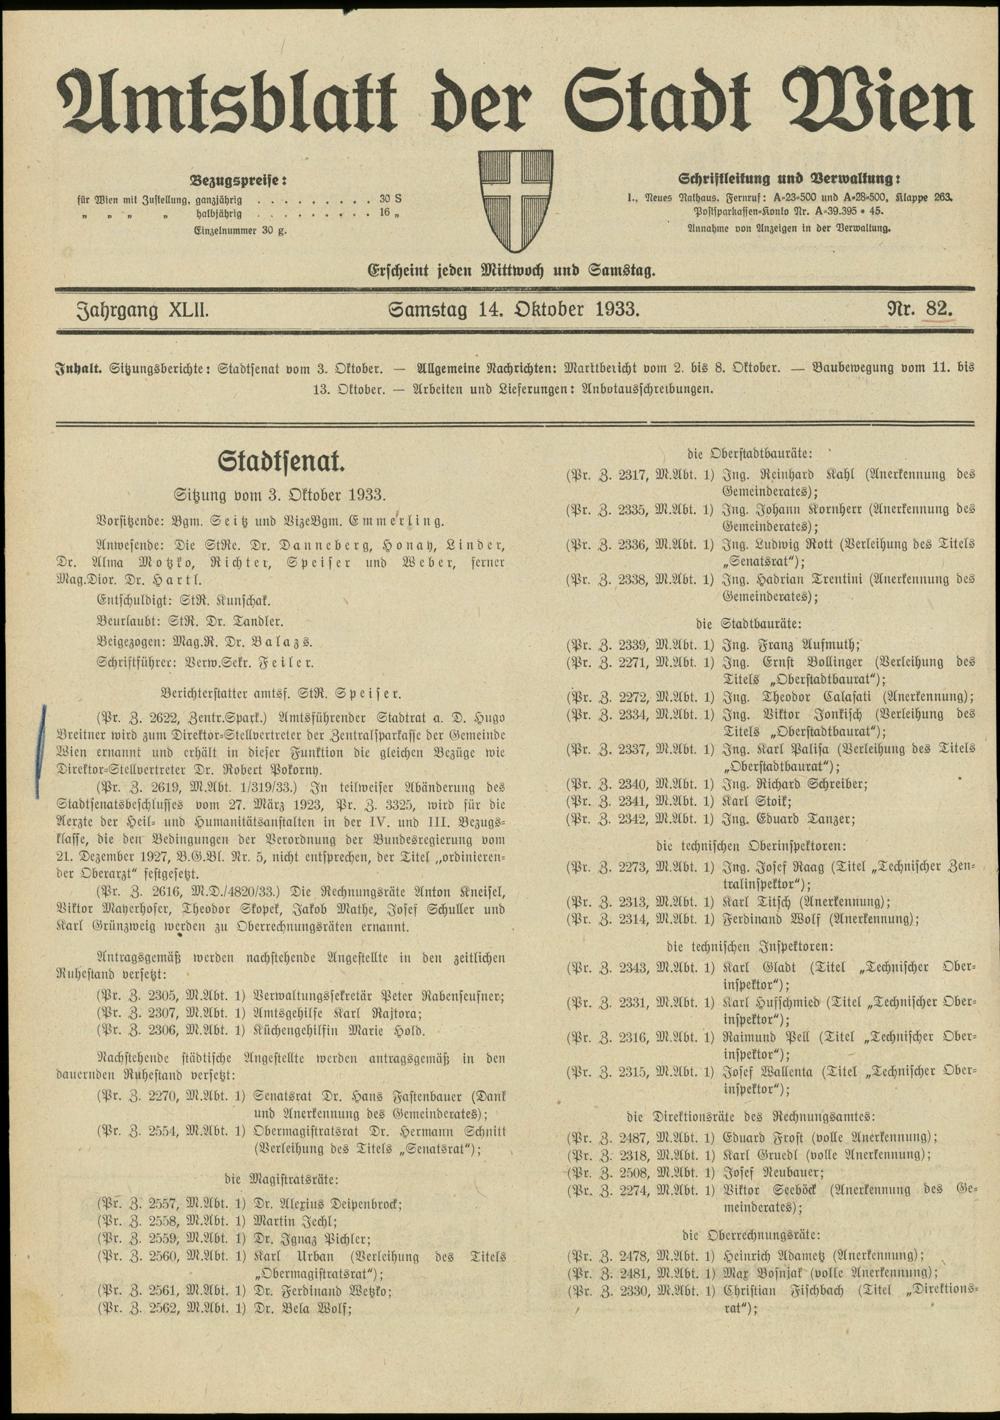 Amtsblatt der Stadt Wien
Bezugspreise:
für Wien mit Zustellung, ganzjährig . . . . . . . . . 30 S
„ „ „ „ halbjährig . . . . . . . . . 16 „
Einzelnummer 30 g.
Schriftleitung und Verwaltung:
I., Neues Rathaus. Fernruf: A-23-500 und A-28-500, Klappe 263.
Postsparkassen-Konto Nr. A-39.395 • 45.
Annahme von Anzeigen in der Verwaltung.
Erscheint jeden Mittwoch und Samstag.
Jahrgang XLII. Samstag 14. Oktober 1933. Nr. 82.
Inhalt. Sitzungsberichte: Stadtsenat vom 3. Oktober. — Allgemeine Nachrichten: Marktbericht vom 2. bis 8. Oktober. — Baubewegung vom 11. bis
13. Oktober. — Arbeiten und Lieferungen: Anbotausschreibungen.
Stadtsenat.
Sitzung vom 3. Oktober 1933.
Vorsitzende: Bgm. Seitz und VizeBgm. Emmerling.
Anwesende: Die StRe. Dr. Danneberg, Honay, Linder,
Dr. Alma Motzko, Richter, Speiser und Weber, ferner
Mag.Dior. Dr. Hartl.
Entschuldigt: StR. Kunschak.
Beurlaubt: StR. Dr. Tandler.
Beigezogen: Mag.R. Dr. Balazs.
Schriftführer: Verw.Sekr. Feiler.
Berichterstatter amtsf. StR. Speiser.
(Pr. Z. 2622, Zentr.Spark.) Amtsführender Stadtrat a. D. Hugo
Breitner wird zum Direktor-Stellvertreter der Zentralsparkasse der Gemeinde
Wien ernannt und erhält in dieser Funktion die gleichen Bezüge wie
Direktor-Stellvertreter Dr. Robert Pokorny.
(Pr. Z. 2619, M.Abt. 1/319/33.) In teilweiser Abänderung des
Stadtsenatsbeschlusses vom 27. März 1923, Pr. Z. 3325, wird für die
Aerzte der Heil- und Humanitätsanstalten in der IV. und III. Bezugs-
klasse, die den Bedingungen der Verordnung der Bundesregierung vom
21. Dezember 1927, B.G.Bl. Nr. 5, nicht entsprechen, der Titel „ordinieren-
der Oberarzt“ festgesetzt.
(Pr. Z. 2616, M.D./4820/33.) Die Rechnungsräte Anton Kneisel,
Viktor Mayerhofer, Theodor Skopek, Jakob Mathe, Josef Schuller und
Karl Grünzweig werden zu Oberrechnungsräten ernannt.
Antragsgemäß werden nachstehende Angestellte in den zeitlichen
Ruhestand versetzt:
(Pr. Z. 2305, M.Abt. 1) Verwaltungssekretär Peter Rabenseufner;
(Pr. Z. 2307, M.Abt. 1) Amtsgehilfe Karl Rajtora;
(Pr. Z. 2306, M.Abt. 1) Küchengehilfin Marie Hold.
Nachstehende städtische Angestellte werden antragsgemäß in den
dauernden Ruhestand versetzt:
(Pr. Z. 2270, M.Abt. 1) Senatsrat Dr. Hans Fastenbauer (Dank
und Anerkennung des Gemeinderates);
(Pr. Z. 2554, M.Abt. 1) Obermagistratsrat Dr. Hermann Schnitt
(Verleihung des Titels „Senatsrat“);
die Magistratsräte:
(Pr. Z. 2557, M.Abt. 1) Dr. Alexius Deipenbrock;
(Pr. Z. 2558, M.Abt. 1) Martin Jechl;
(Pr. Z. 2559, M.Abt. 1) Dr. Ignaz Pichler;
(Pr. Z. 2560, M.Abt. 1) Karl Urban (Verleihung des Titels
„Obermagistratsrat“);
(Pr. Z. 2561, M.Abt. 1) Dr. Ferdinand Wetzko;
(Pr. Z. 2562, M.Abt. 1) Dr. Bela Wolf;
die Oberstadtbauräte:
(Pr. Z. 2317, M.Abt. 1) Ing. Reinhard Kahl (Anerkennung des
Gemeinderates);
(Pr. Z. 2335, M.Abt. 1) Ing. Johann Kornherr (Anerkennung des
Gemeinderates);
(Pr. Z. 2336, M.Abt. 1) Ing. Ludwig Rott (Verleihung des Titels
„Senatsrat“);
(Pr. Z. 2338, M.Abt. 1) Ing. Hadrian Trentini (Anerkennung des
Gemeinderates);
die Stadtbauräte:
(Pr. Z. 2339, M.Abt. 1) Ing. Franz Aufmuth;
(Pr. Z. 2271, M.Abt. 1) Ing. Ernst Bollinger (Verleihung des
Titels „Oberstadtbaurat“);
(Pr. Z. 2272, M.Abt. 1) Ing. Theodor Calafati (Anerkennung);
(Pr. Z. 2334, M.Abt. 1) Ing. Viktor Jonkisch (Verleihung des
Titels „Oberstadtbaurat“);
(Pr. Z. 2337, M.Abt. 1) Ing. Karl Palisa (Verleihung des Titels
„Oberstadtbaurat“);
(Pr. Z. 2340, M.Abt. 1) Ing. Richard Schreiber;
(Pr. Z. 2341, M.Abt. 1) Karl Stoik;
(Pr. Z. 2342, M.Abt. 1) Ing. Eduard Tanzer;
die technischen Oberinspektoren:
(Pr. Z. 2273, M.Abt. 1) Ing. Josef Raag (Titel „Technischer Zen-
tralinspektor“);
(Pr. Z. 2313, M.Abt. 1) Karl Titsch (Anerkennung);
(Pr. Z. 2314, M.Abt. 1) Ferdinand Wolf (Anerkennung);
die technischen Inspektoren:
(Pr. Z. 2343, M.Abt. 1) Karl Gladt (Titel „Technischer Ober-
inspektor“);
(Pr. Z. 2331, M.Abt. 1) Karl Hufschmied (Titel „Technischer Ober-
inspektor“);
(Pr. Z. 2316, M.Abt. 1) Raimund Pell (Titel „Technischer Ober-
inspektor“);
(Pr. Z. 2315, M.Abt. 1) Josef Wallenta (Titel „Technischer Ober-
inspektor“);
die Direktionsräte des Rechnungsamtes:
(Pr. Z. 2487, M.Abt. 1) Eduard Frost (volle Anerkennung);
(Pr. Z. 2318, M.Abt. 1) Karl Gruedl (volle Anerkennung);
(Pr. Z. 2508, M.Abt. 1) Josef Neubauer;
(Pr. Z. 2274, M.Abt. 1) Viktor Seeböck (Anerkennung des Ge-
meinderates);
die Oberrechnungsräte:
(Pr. Z. 2478, M.Abt. 1) Heinrich Adametz (Anerkennung);
(Pr. Z. 2481, M.Abt. 1) Max Bosnjak (volle Anerkennung);
(Pr. Z. 2330, M.Abt. 1) Christian Fischbach (Titel „Direktions-
rat“);